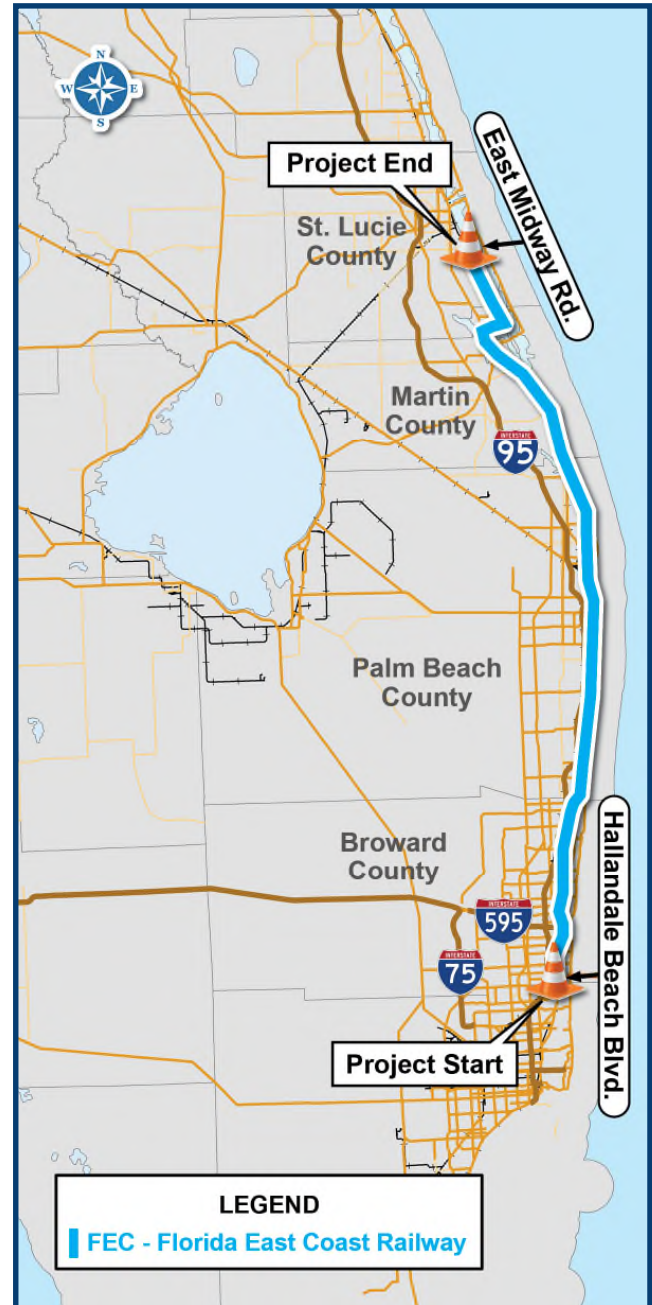 N
W E
S
Project End
East Midway Rd.
St. Lucie
County
Martin
County
INTERSTATE
95
Palm Beach
County
Broward
County
Hallandale Beach Blvd.
INTERSTATE
595
INTERSTATE
75
Project Start
LEGEND
FEC - Florida East Coast Railway